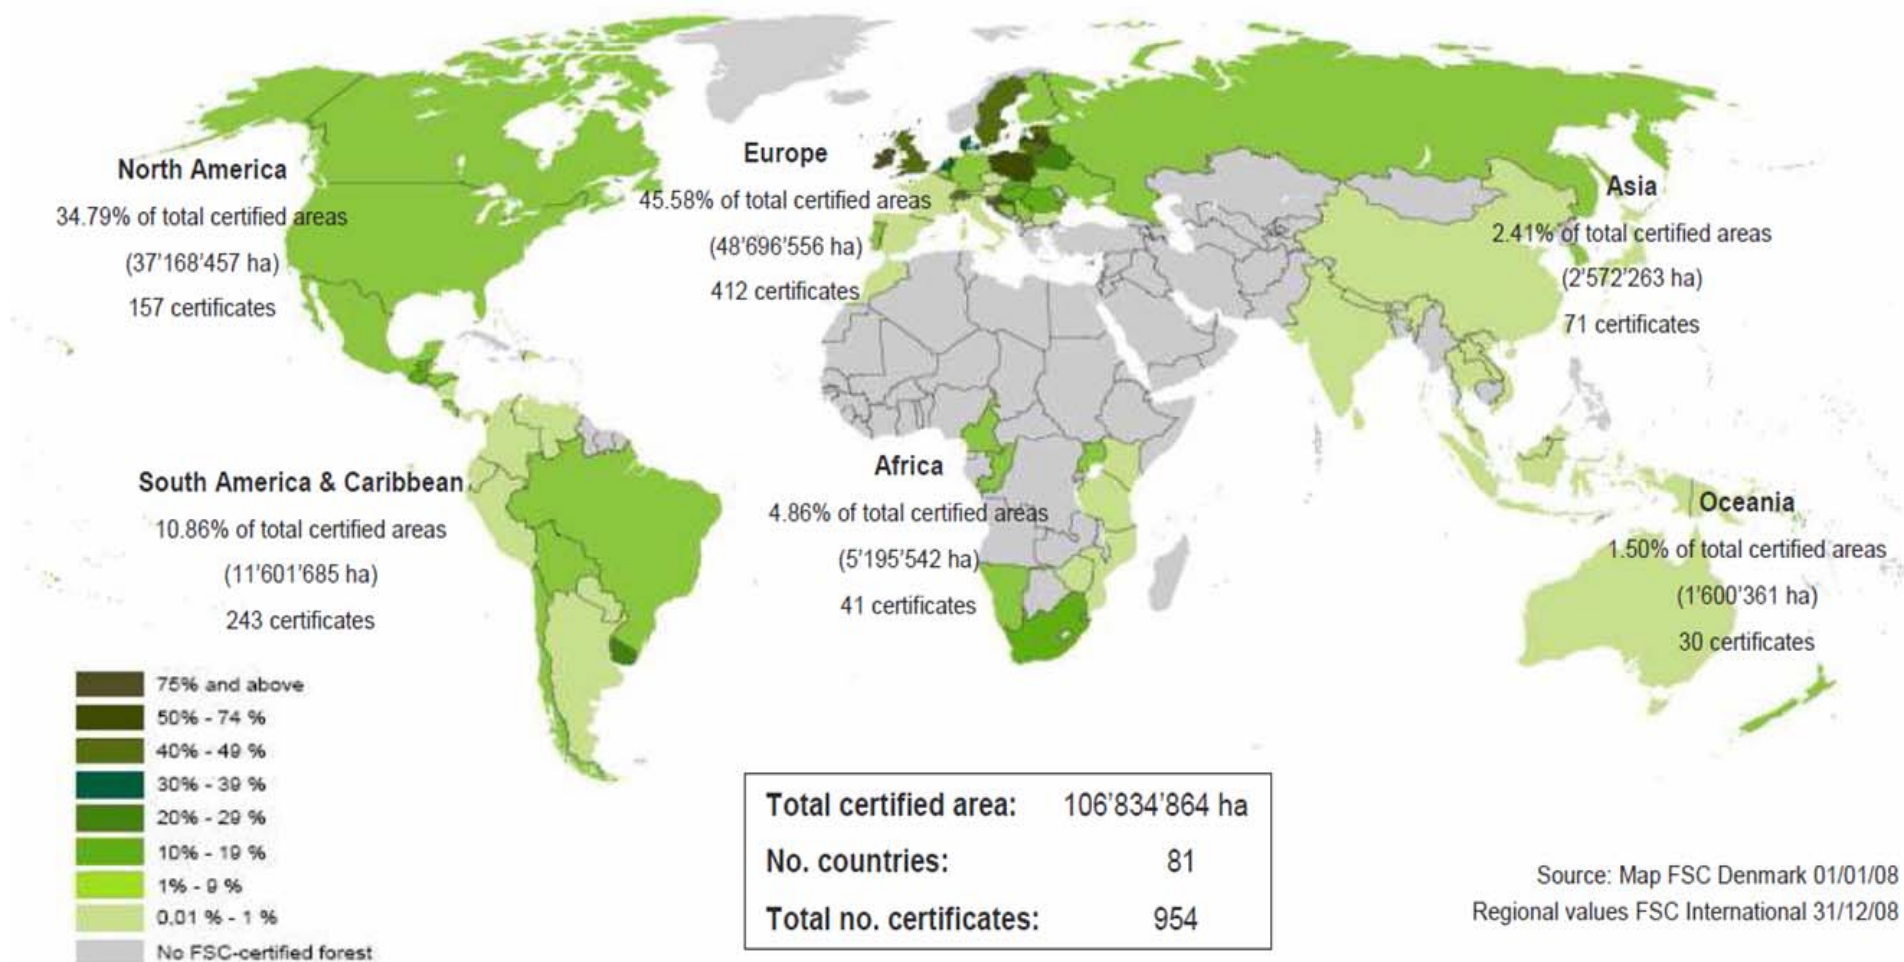 North America
34.79% of total certified areas
(37'168'457 ha)
157 certificates
Europe
45.58% of total certified areas
(48'696'556 ha)
412 certificates
Asia
2.41% of total certified areas
(2'572'263 ha)
71 certificates
South America & Caribbean
10.86% of total certified areas
(11'601'685 ha)
243 certificates
Africa
4.86% of total certified areas
(5'195'542 ha)
41 certificates
Oceania
1.50% of total certified areas
(1'600'361 ha)
30 certificates
75% and above
50% - 74 %
40% - 49 %
30% - 39 %
20% - 29 %
10% - 19 %
1% - 9 %
0,01 % - 1 %
No FSC-certified forest
Total certified area: 106'834'864 ha
No. countries: 81
Total no. certificates: 954
Source: Map FSC Denmark 01/01/08
Regional values FSC International 31/12/08